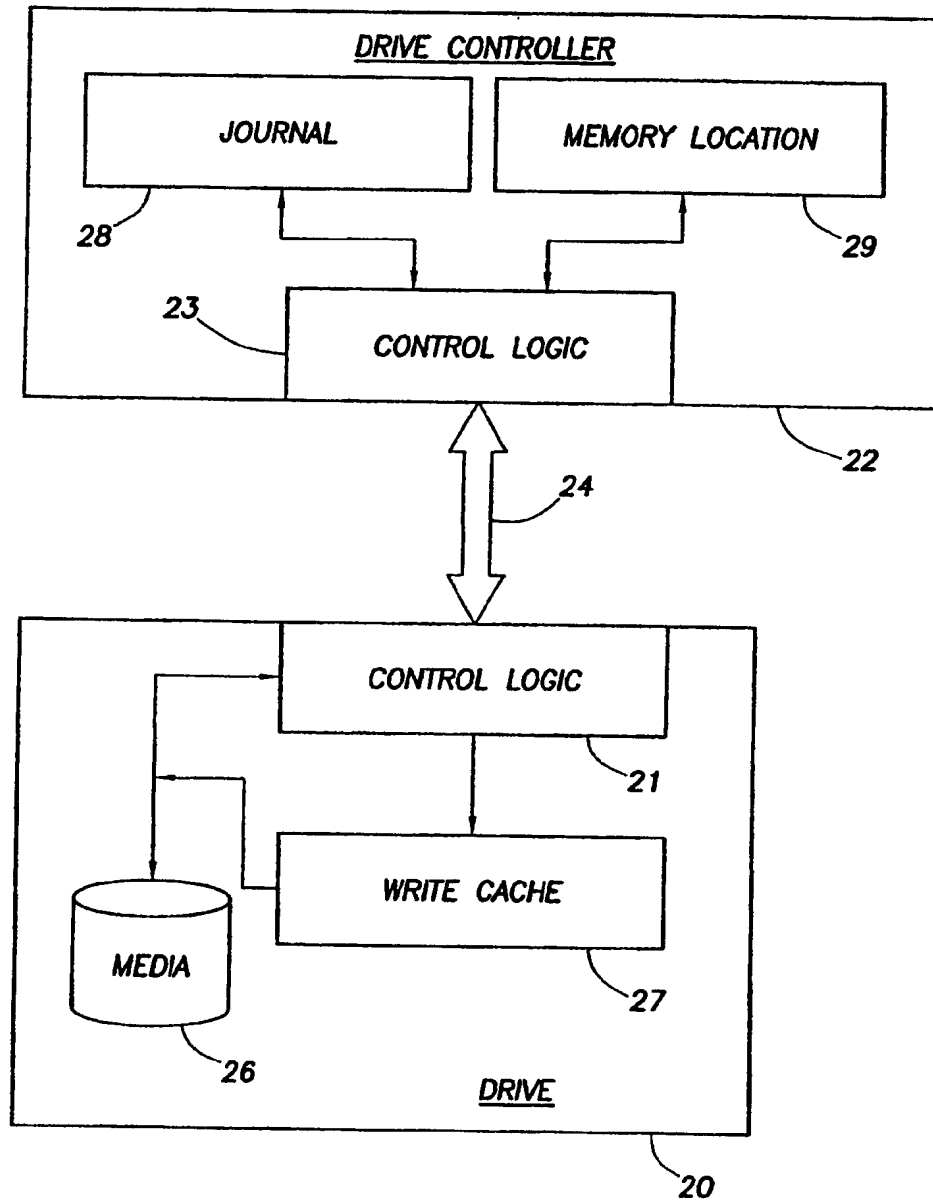 DRIVE CONTROLLER
JOURNAL
MEMORY LOCATION
28
29
23
CONTROL LOGIC
22
24
CONTROL LOGIC
21
WRITE CACHE
MEDIA
27
26
DRIVE
20